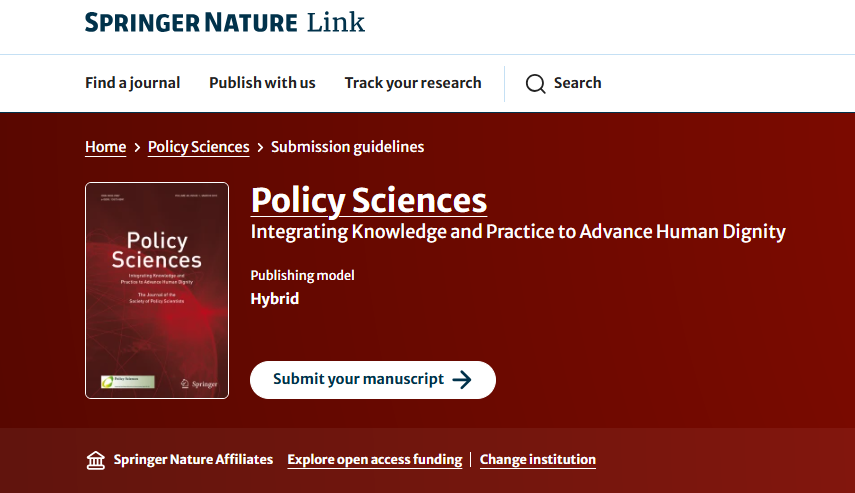 SPRINGER NATURE Link
Find a journal Publish with us Track your research Search
Home > Policy Sciences > Submission guidelines
Policy Sciences
Integrating Knowledge and Practice to Advance Human Dignity
Publishing model
Hybrid
Submit your manuscript
Policy
Sciences
Integrating Knowledge and
Practice to Advance Human Dignity
The Journal of the
Society of Policy Scientists
Policy Sciences
Springer
Springer Nature Affiliates Explore open access funding Change institution